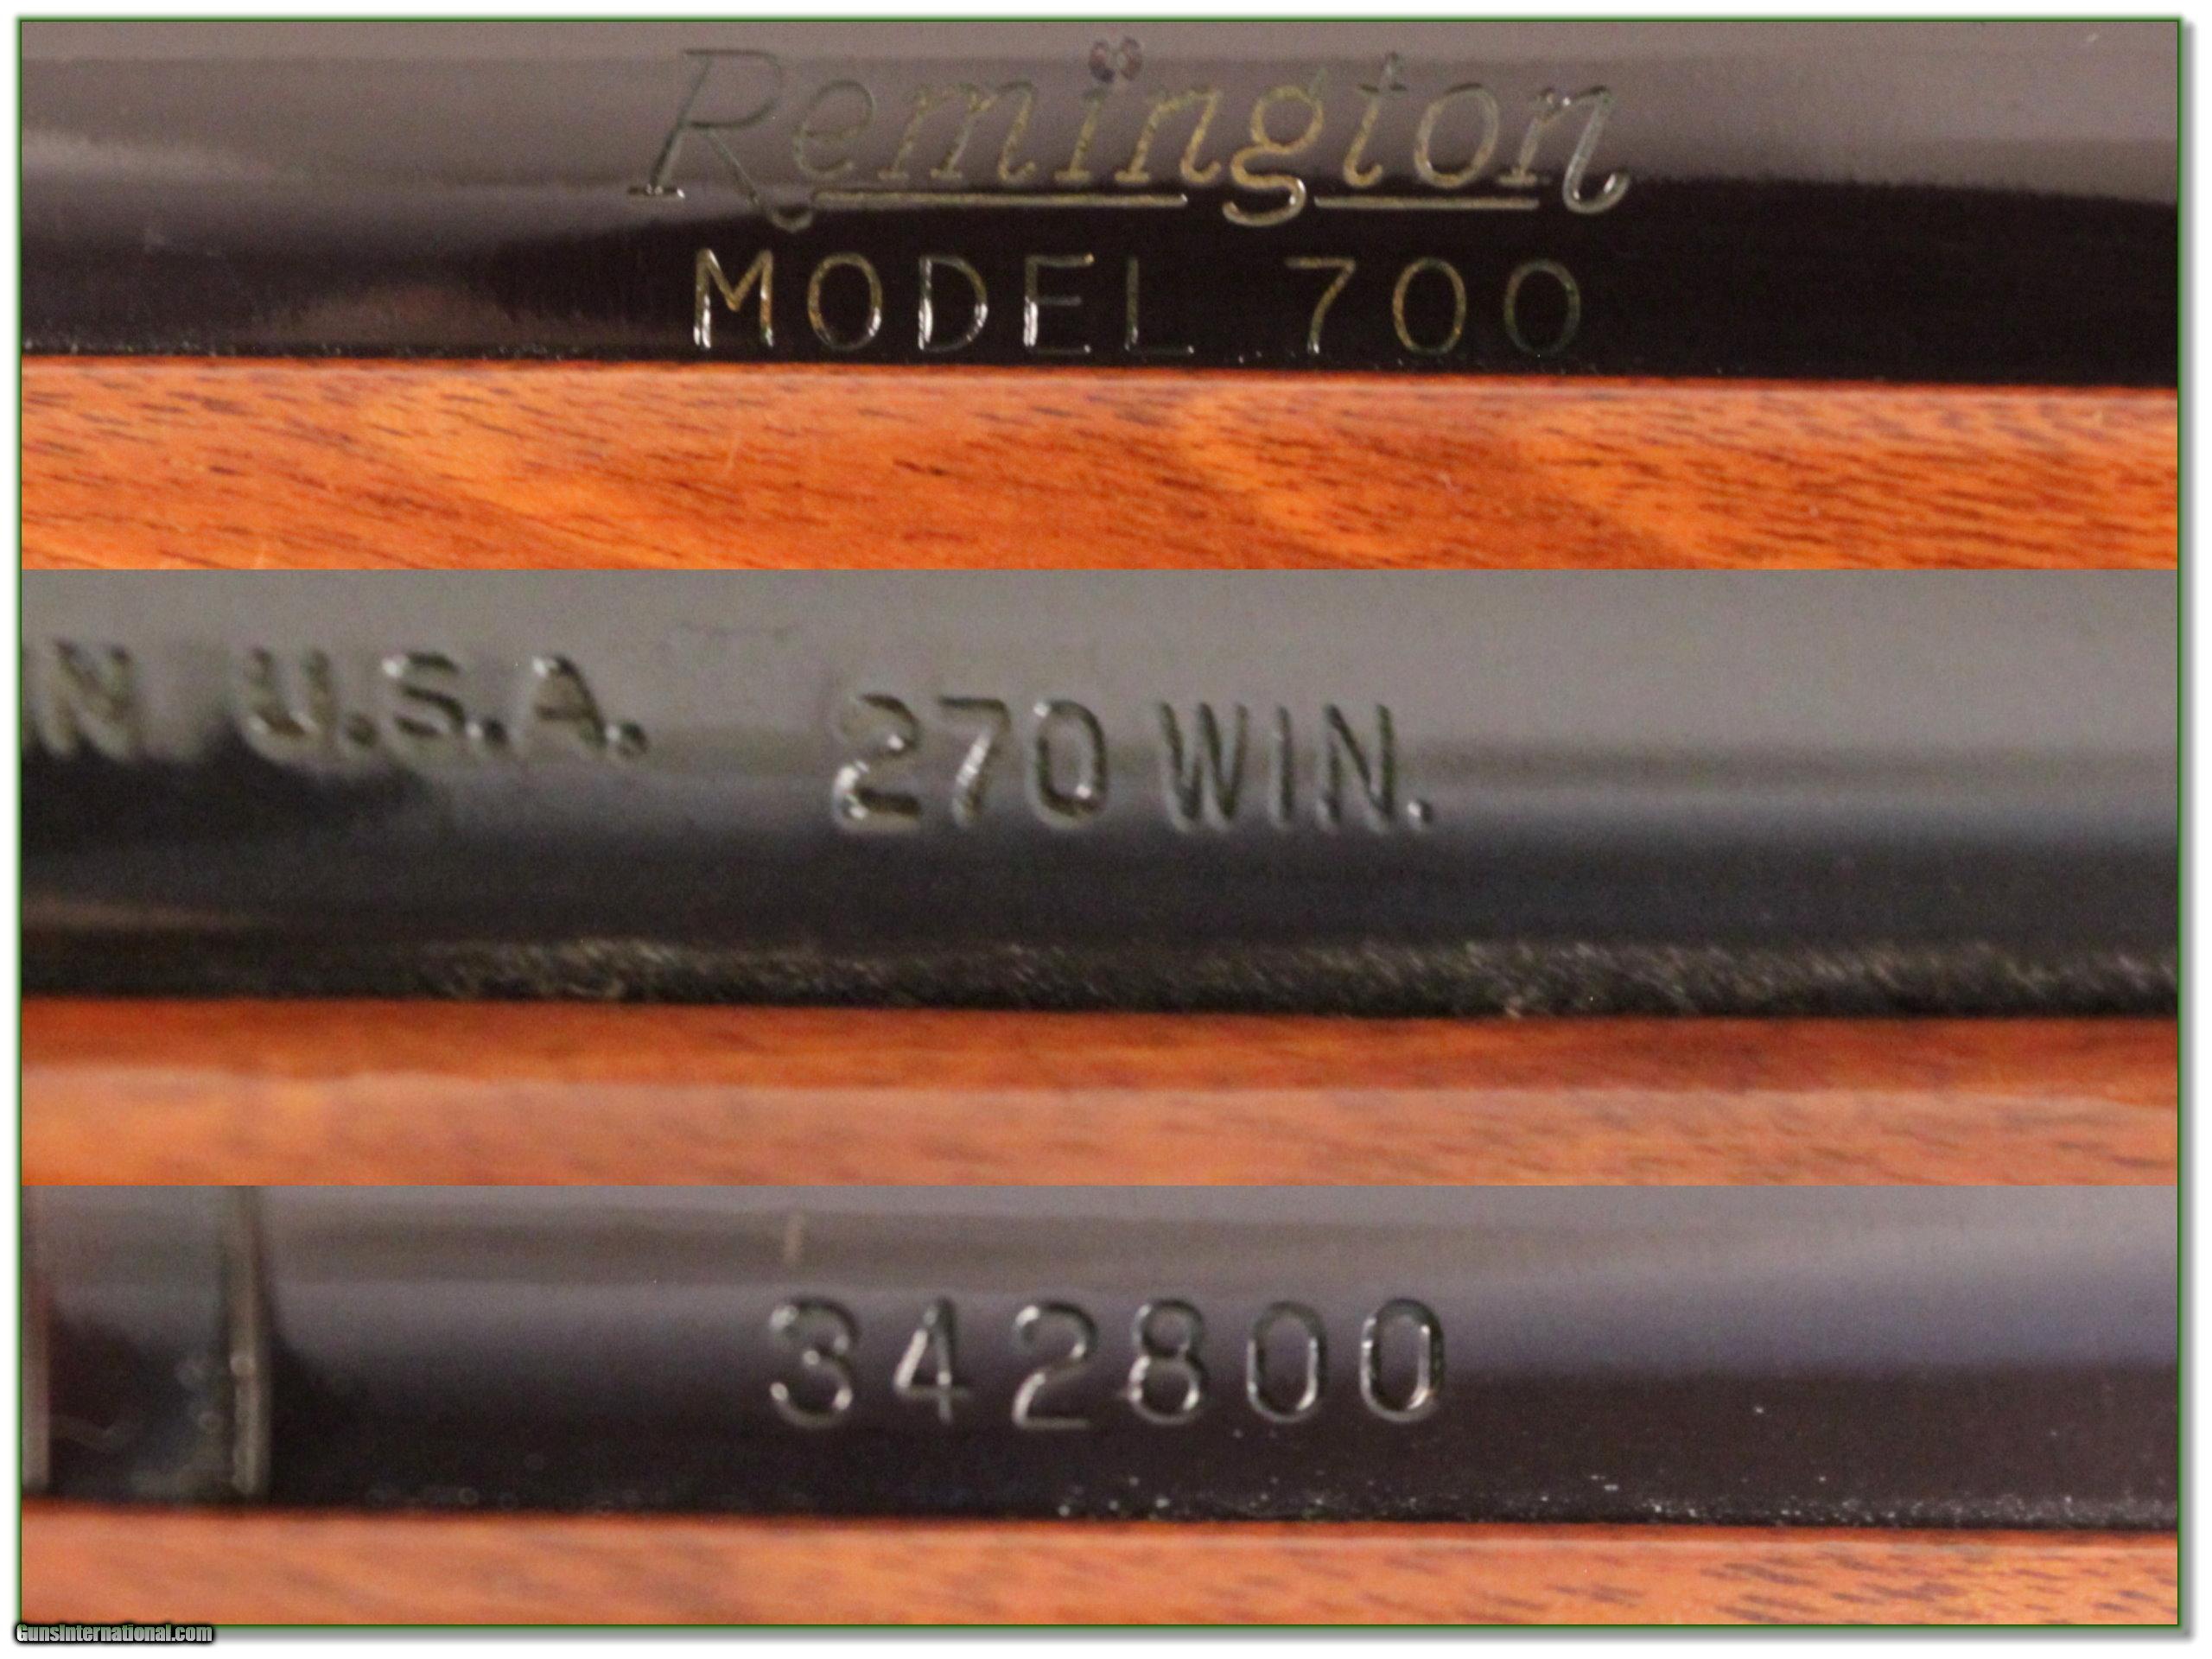 Remington
MODEL 700
N U.S.A. 270 WIN.
342800
GunsInternational.com